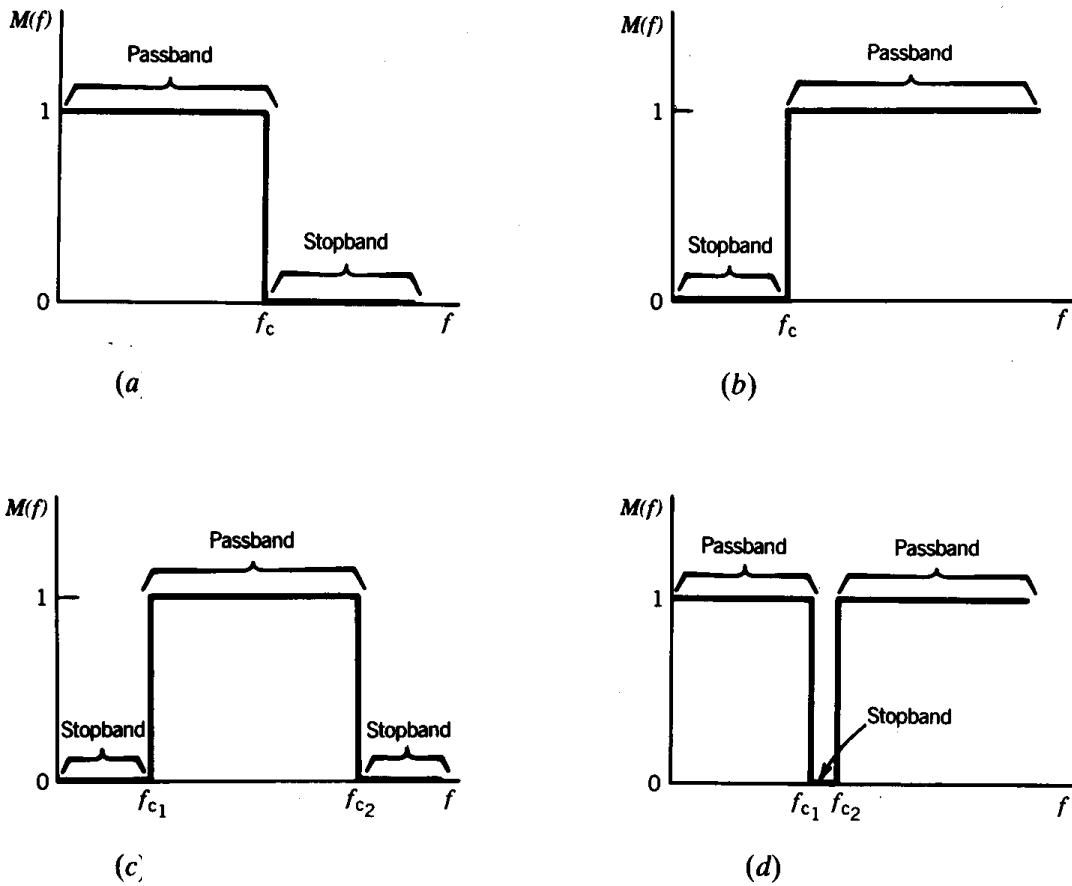 M(f)
Passband
1
Stopband
0
f_c
f
(a
M(f)
Passband
1
Stopband
0
f_c
f
(b)
M(f)
Passband
1
Stopband
Stopband
0
f_c1
f_c2
f
(c)
M(f)
Passband
Passband
1
Stopband
0
f_c1
f_c2
f
(d)